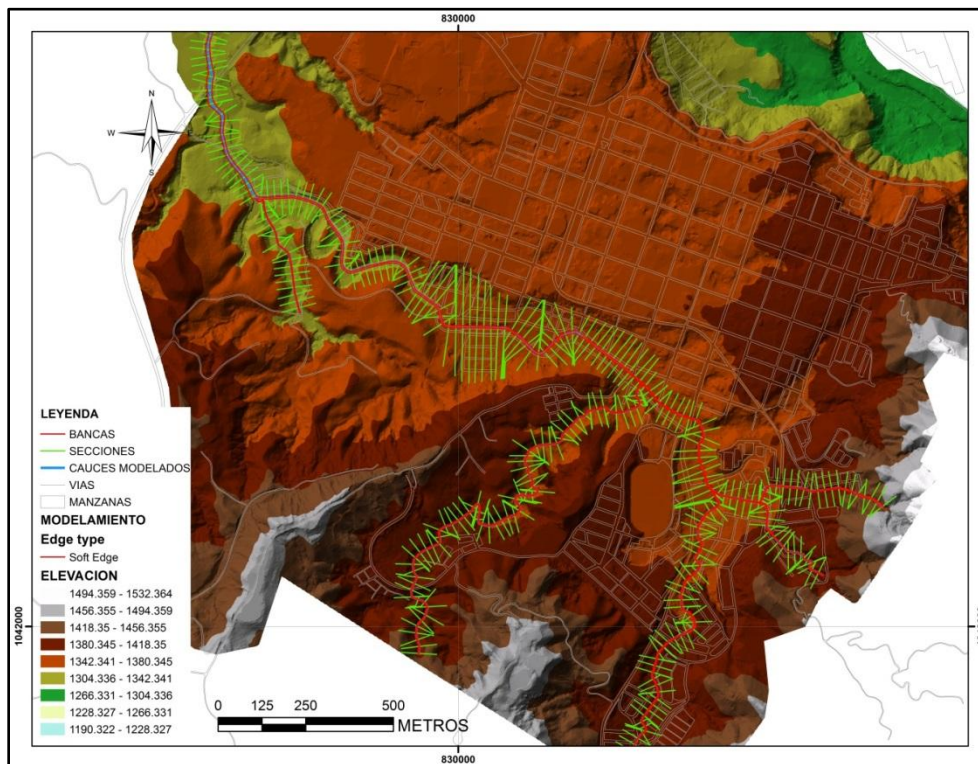 830000
N
W
S
LEYENDA
BANCAS
SECCIONES
CAUCES MODELADOS
VIAS
MANZANAS
MODELAMIENTO
Edge type
Soft Edge
ELEVACION
1494.359 - 1532.364
1456.355 - 1494.359
1418.35 - 1456.355
1380.345 - 1418.35
1342.341 - 1380.345
1304.336 - 1342.341
1266.331 - 1304.336
1228.327 - 1266.331
1190.322 - 1228.327
1042000
0 125 250 500
METROS
830000